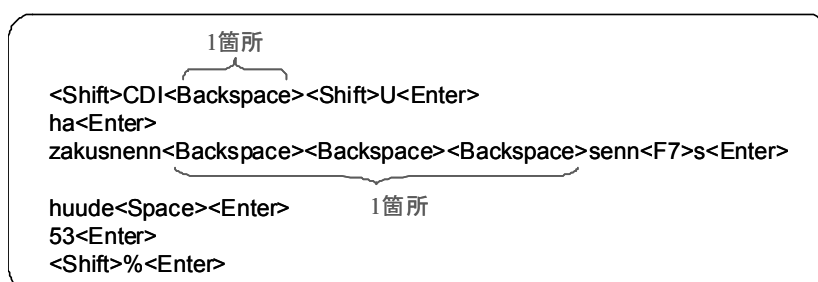 1箇所
<Shift>CDI<Backspace><Shift>U<Enter>
ha<Enter>
zakusnenn<Backspace><Backspace><Backspace>senn<F7>s<Enter>
huude<Space><Enter>
1箇所
53<Enter>
<Shift>%<Enter>